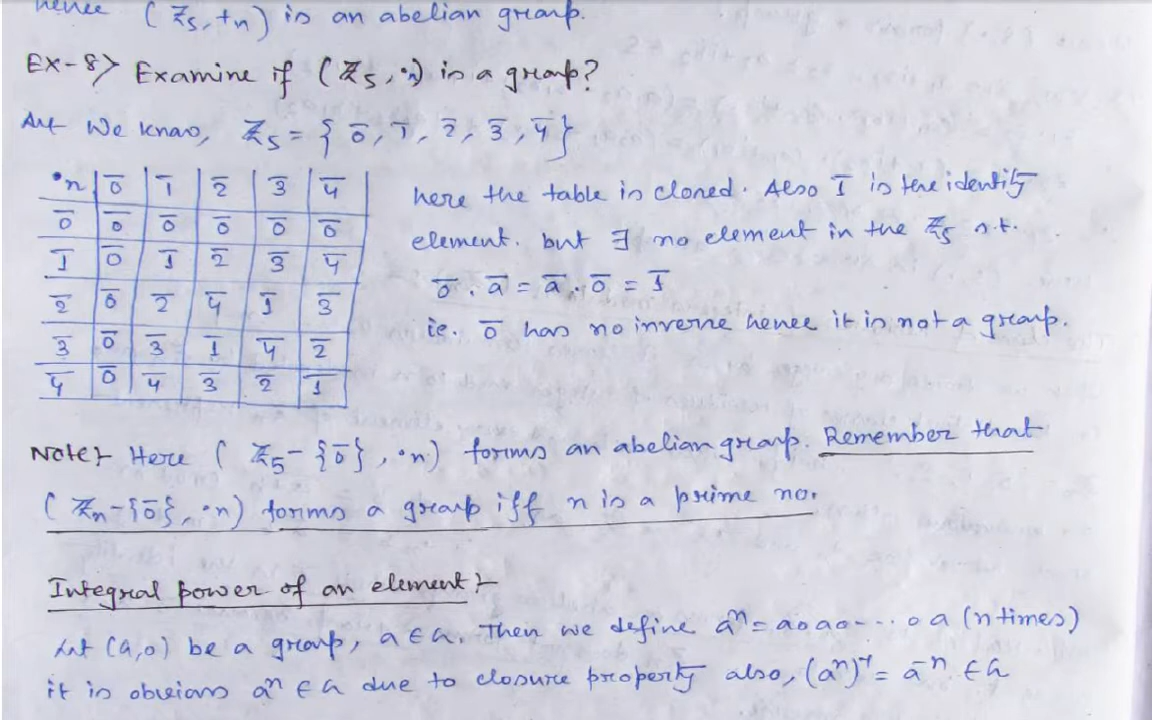 hence (Z₅, +n) is an abelian group.
EX-8> Examine if (Z₅, ·n) is a group?
Ans We know, Z₅ = { 0̅, 1̅, 2̅, 3̅, 4̅ }
·n | 0̅ | 1̅ | 2̅ | 3̅ | 4̅
0̅ | 0̅ | 0̅ | 0̅ | 0̅ | 0̅
1̅ | 0̅ | 1̅ | 2̅ | 3̅ | 4̅
2̅ | 0̅ | 2̅ | 4̅ | 1̅ | 3̅
3̅ | 0̅ | 3̅ | 1̅ | 4̅ | 2̅
4̅ | 0̅ | 4̅ | 3̅ | 2̅ | 1̅
here the table is closed. Also 1̅ is the identity
element. but ∃ no element in the Z₅ s.t.
0̅ . a̅ = a̅ . 0̅ = 1̅
ie. 0̅ has no inverse hence it is not a group.
Note:- Here ( Z₅ - {0̅}, ·n) forms an abelian group. Remember that
( Zn - {0̅}, ·n) forms a group iff n is a prime no.
Integral power of an element:-
Let (G,o) be a group, a ∈ G. Then we define aⁿ = aoao--...oa (n times)
it is obvious aⁿ ∈ G due to closure property also, (aⁿ)⁻¹ = a⁻ⁿ ∈ G